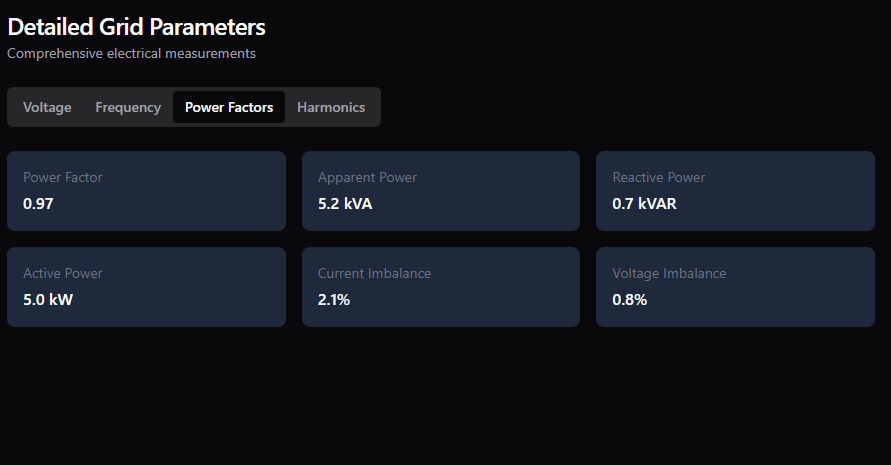 Detailed Grid Parameters
Comprehensive electrical measurements
Voltage Frequency Power Factors Harmonics
Power Factor
0.97
Apparent Power
5.2 kVA
Reactive Power
0.7 kVAR
Active Power
5.0 kW
Current Imbalance
2.1%
Voltage Imbalance
0.8%